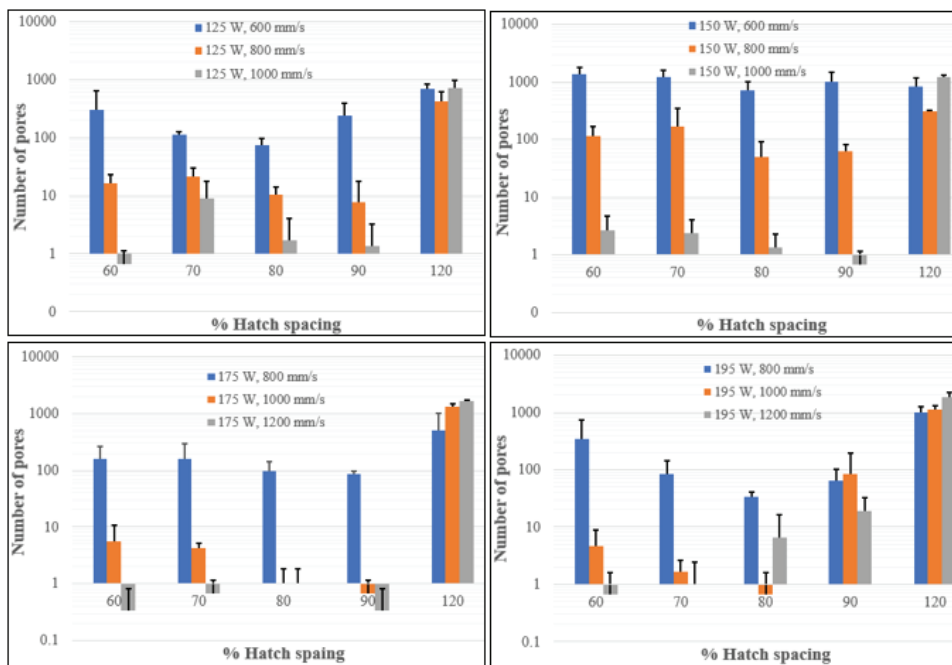 10000
1000
100
10
1
0
Number of pores
125 W, 600 mm/s
125 W, 800 mm/s
125 W, 1000 mm/s
60 70 80 90 120
% Hatch spacing
10000
1000
100
10
1
0
Number of pores
150 W, 600 mm/s
150 W, 800 mm/s
150 W, 1000 mm/s
60 70 80 90 120
% Hatch spacing
10000
1000
100
10
1
0.1
Number of pores
175 W, 800 mm/s
175 W, 1000 mm/s
175 W, 1200 mm/s
60 70 80 90 120
% Hatch spaing
10000
1000
100
10
1
0.1
Number of pores
195 W, 800 mm/s
195 W, 1000 mm/s
195 W, 1200 mm/s
60 70 80 90 120
% Hatch spacing